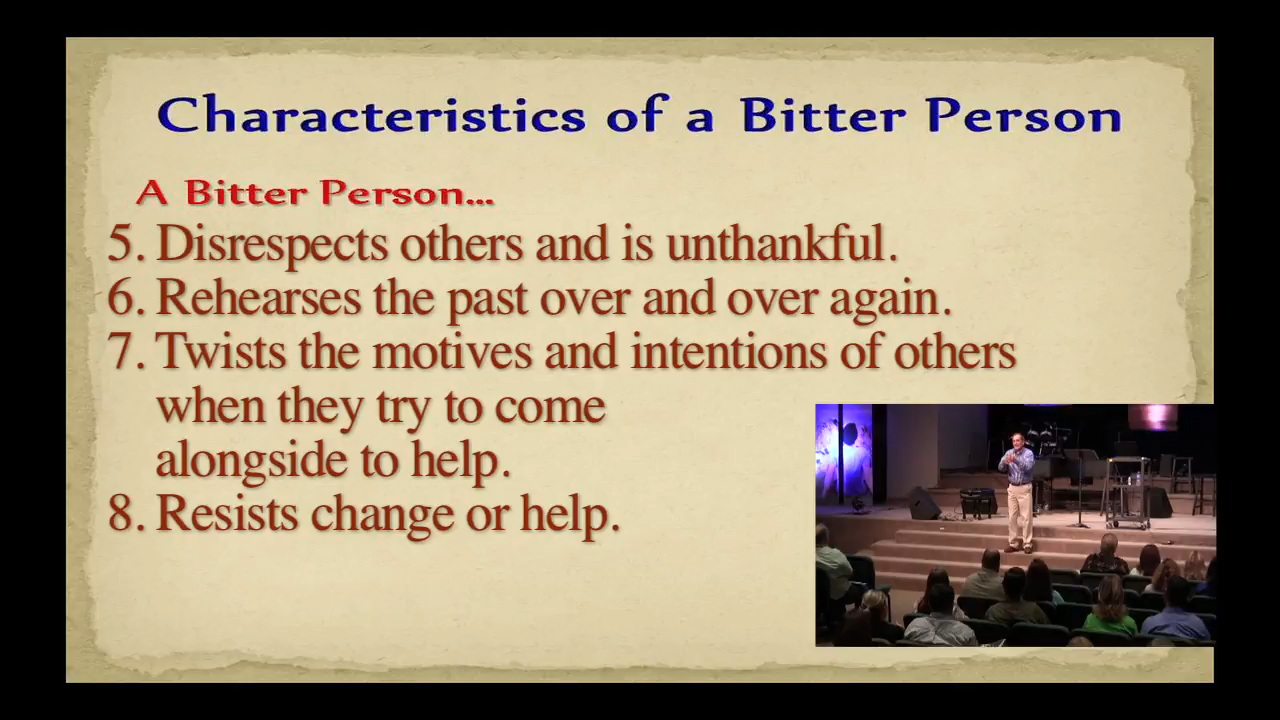 Characteristics of a Bitter Person
A Bitter Person...
5. Disrespects others and is unthankful.
6. Rehearses the past over and over again.
7. Twists the motives and intentions of others
when they try to come
alongside to help.
8. Resists change or help.